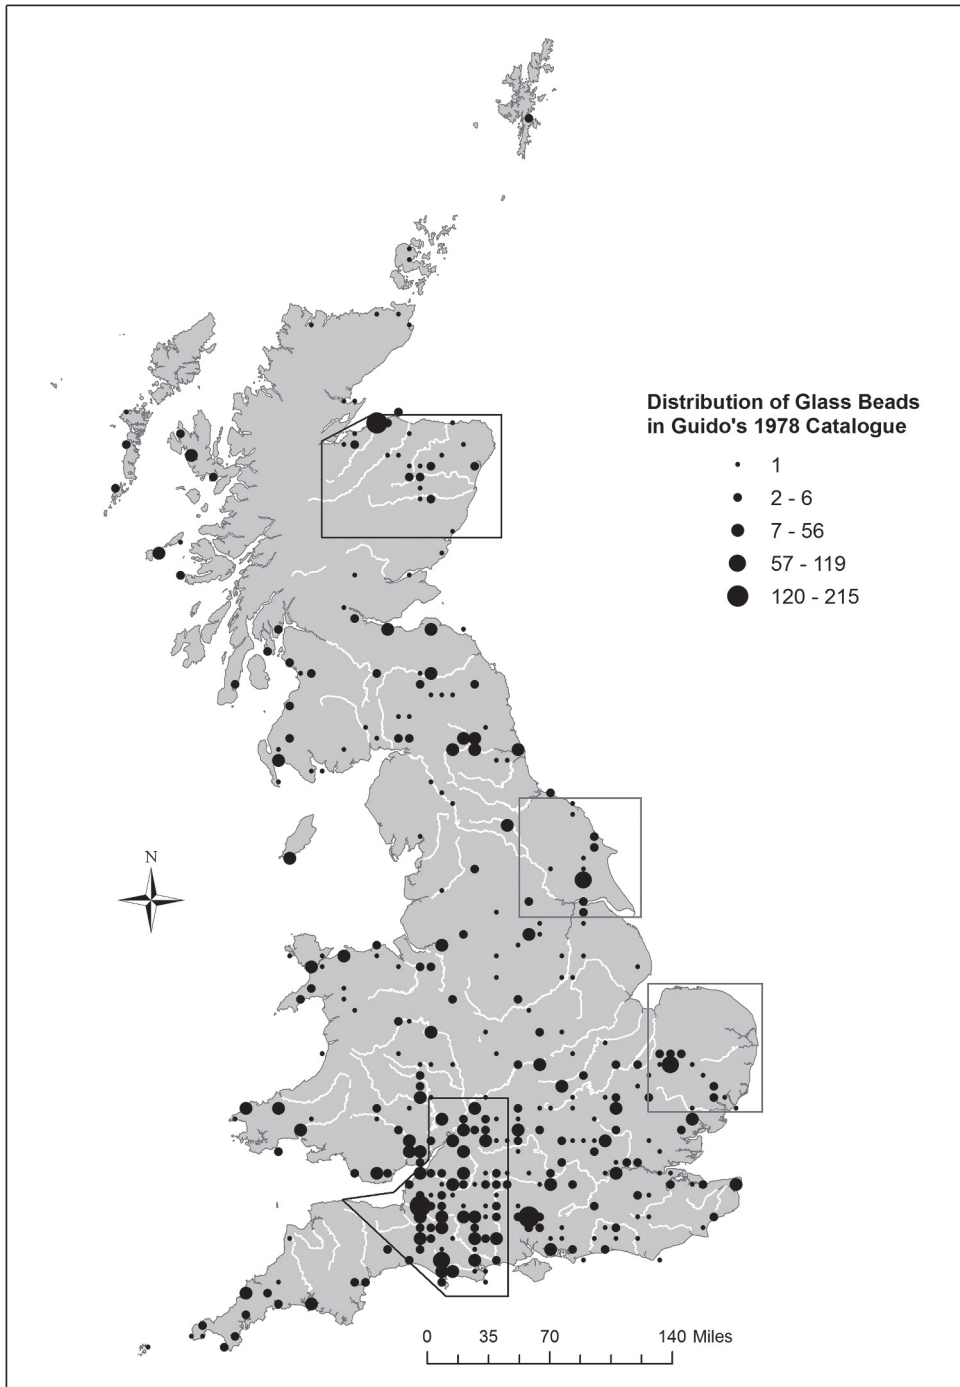 Distribution of Glass Beads
in Guido's 1978 Catalogue
1
2 - 6
7 - 56
57 - 119
120 - 215
N
0 35 70 140 Miles